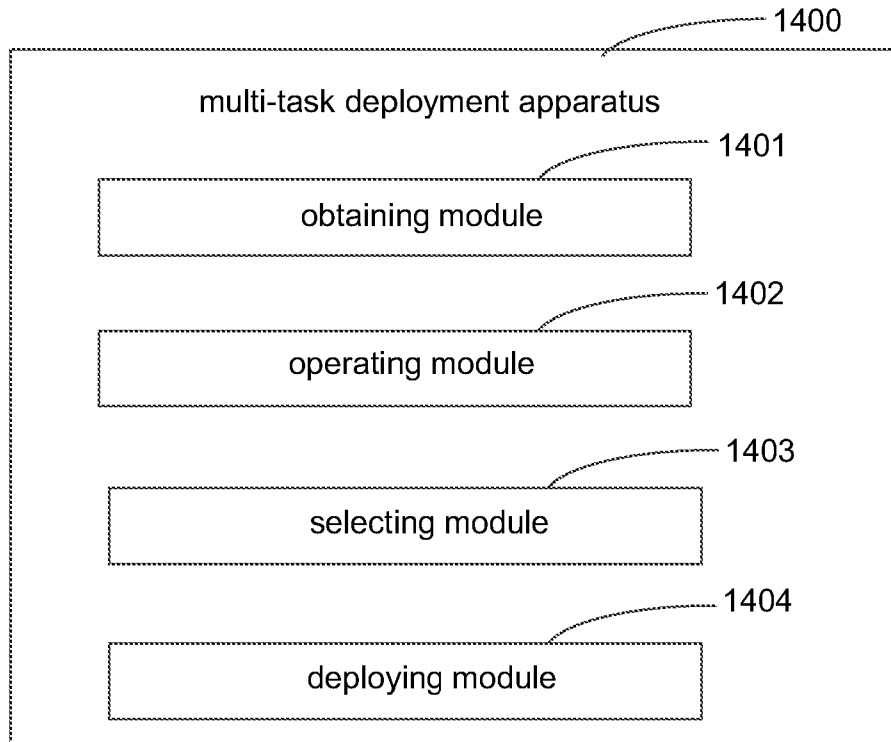 1400
multi-task deployment apparatus
1401
obtaining module
1402
operating module
1403
selecting module
1404
deploying module